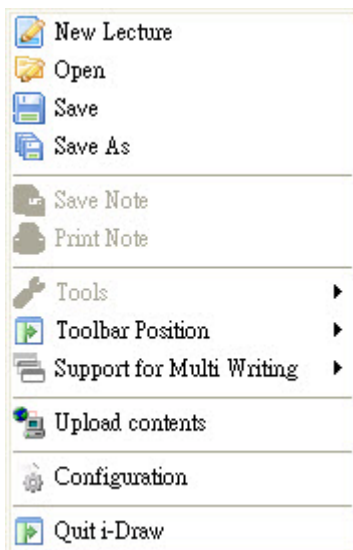 New Lecture
Open
Save
Save As
Save Note
Print Note
Tools
Toolbar Position
Support for Multi Writing
Upload contents
Configuration
Quit i-Draw